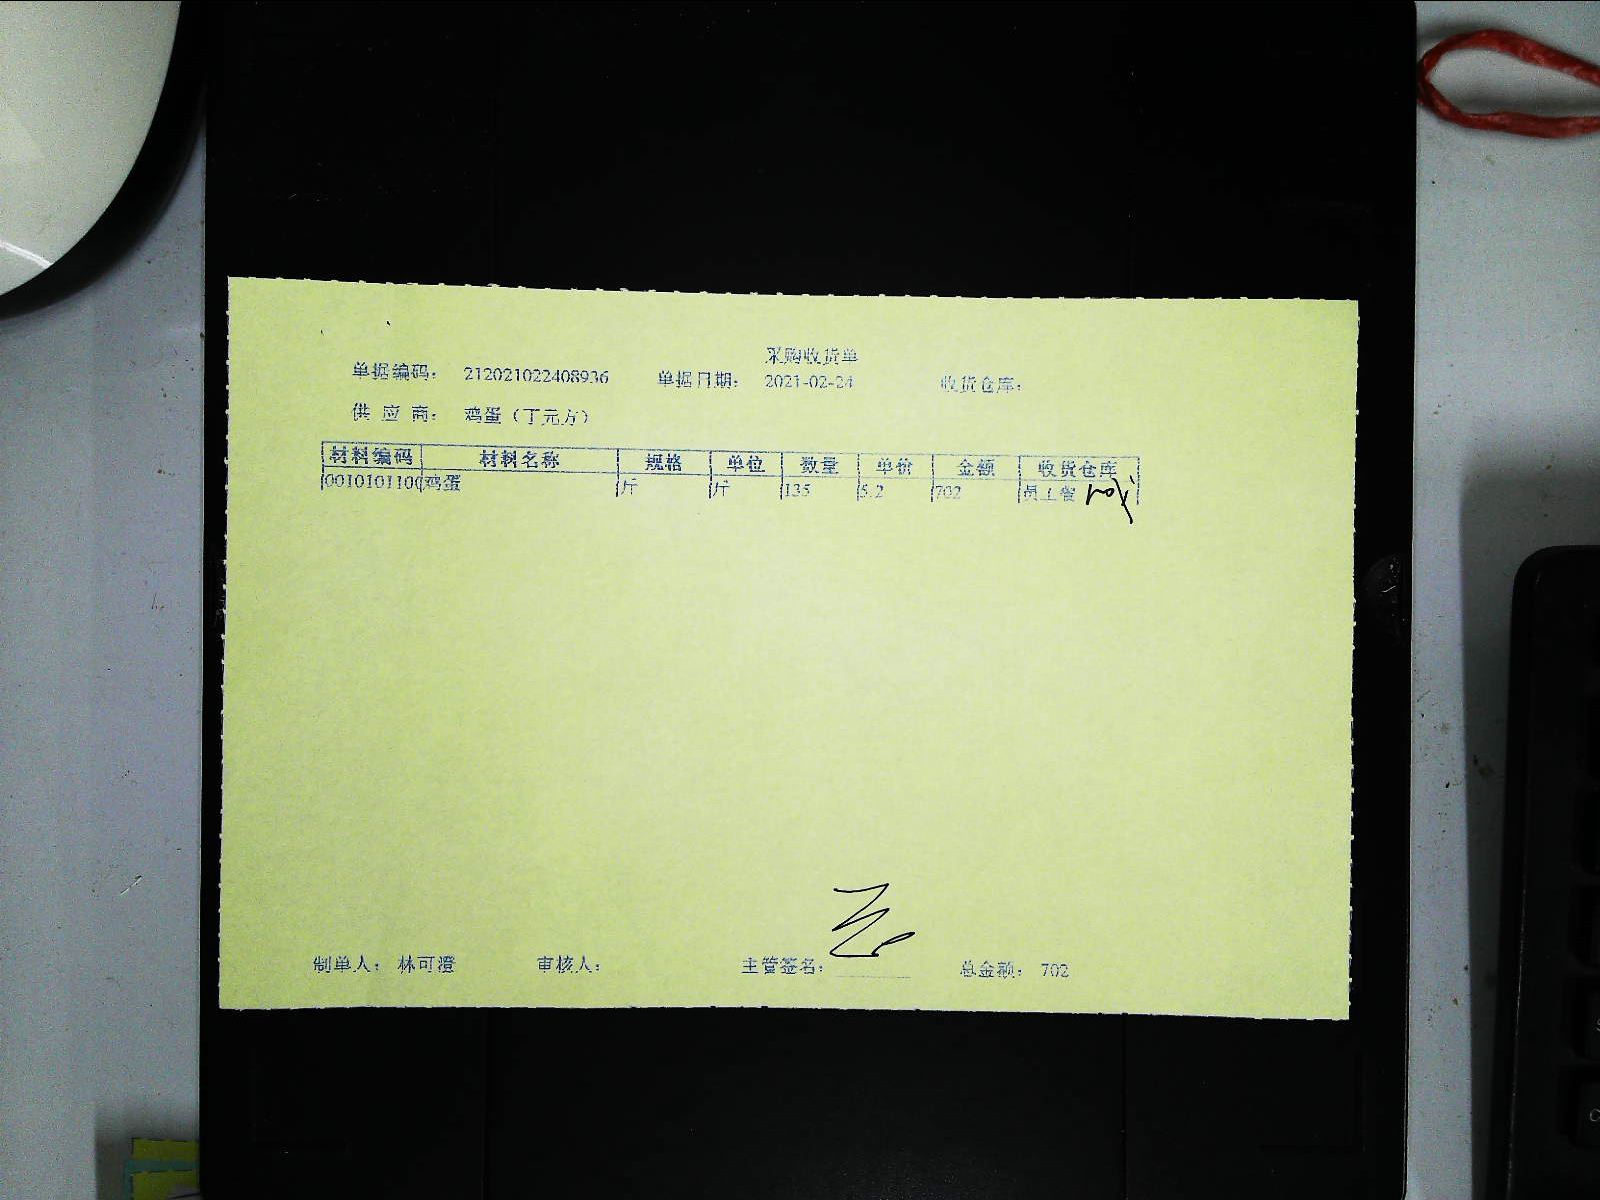 采购收货单
单据编码： 212021022408936 单据日期： 2021-02-24 收货仓库：
供应商： 鸡蛋（丁元方）
材料编码 材料名称 规格 单位 数量 单价 金额 收货仓库
0010101100 鸡蛋 斤 斤 135 5.2 702 员工餐
制单人： 林可澄 审核人： 主管签名： 总金额： 702